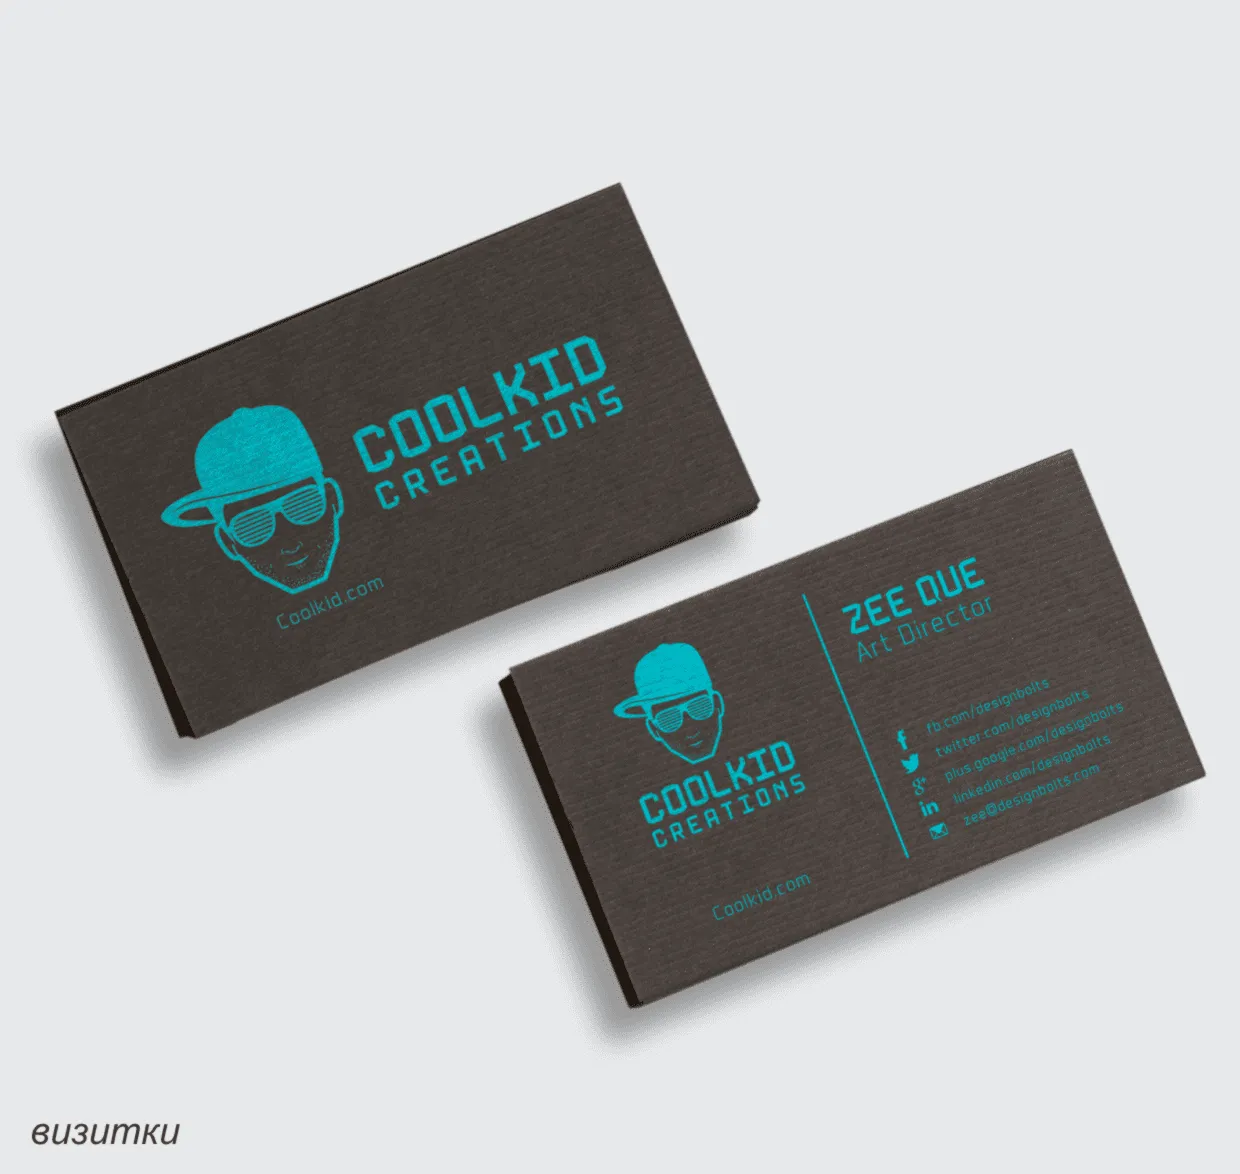 COOLKID
CREATIONS
Coolkid.com
COOLKID
CREATIONS
Coolkid.com
ZEE QUE
Art Director
fb.com/designbolts
twitter.com/designbolts
plus.google.com/designbolts
linkedin.com/designbolts
zee@designbolts.com
визитки